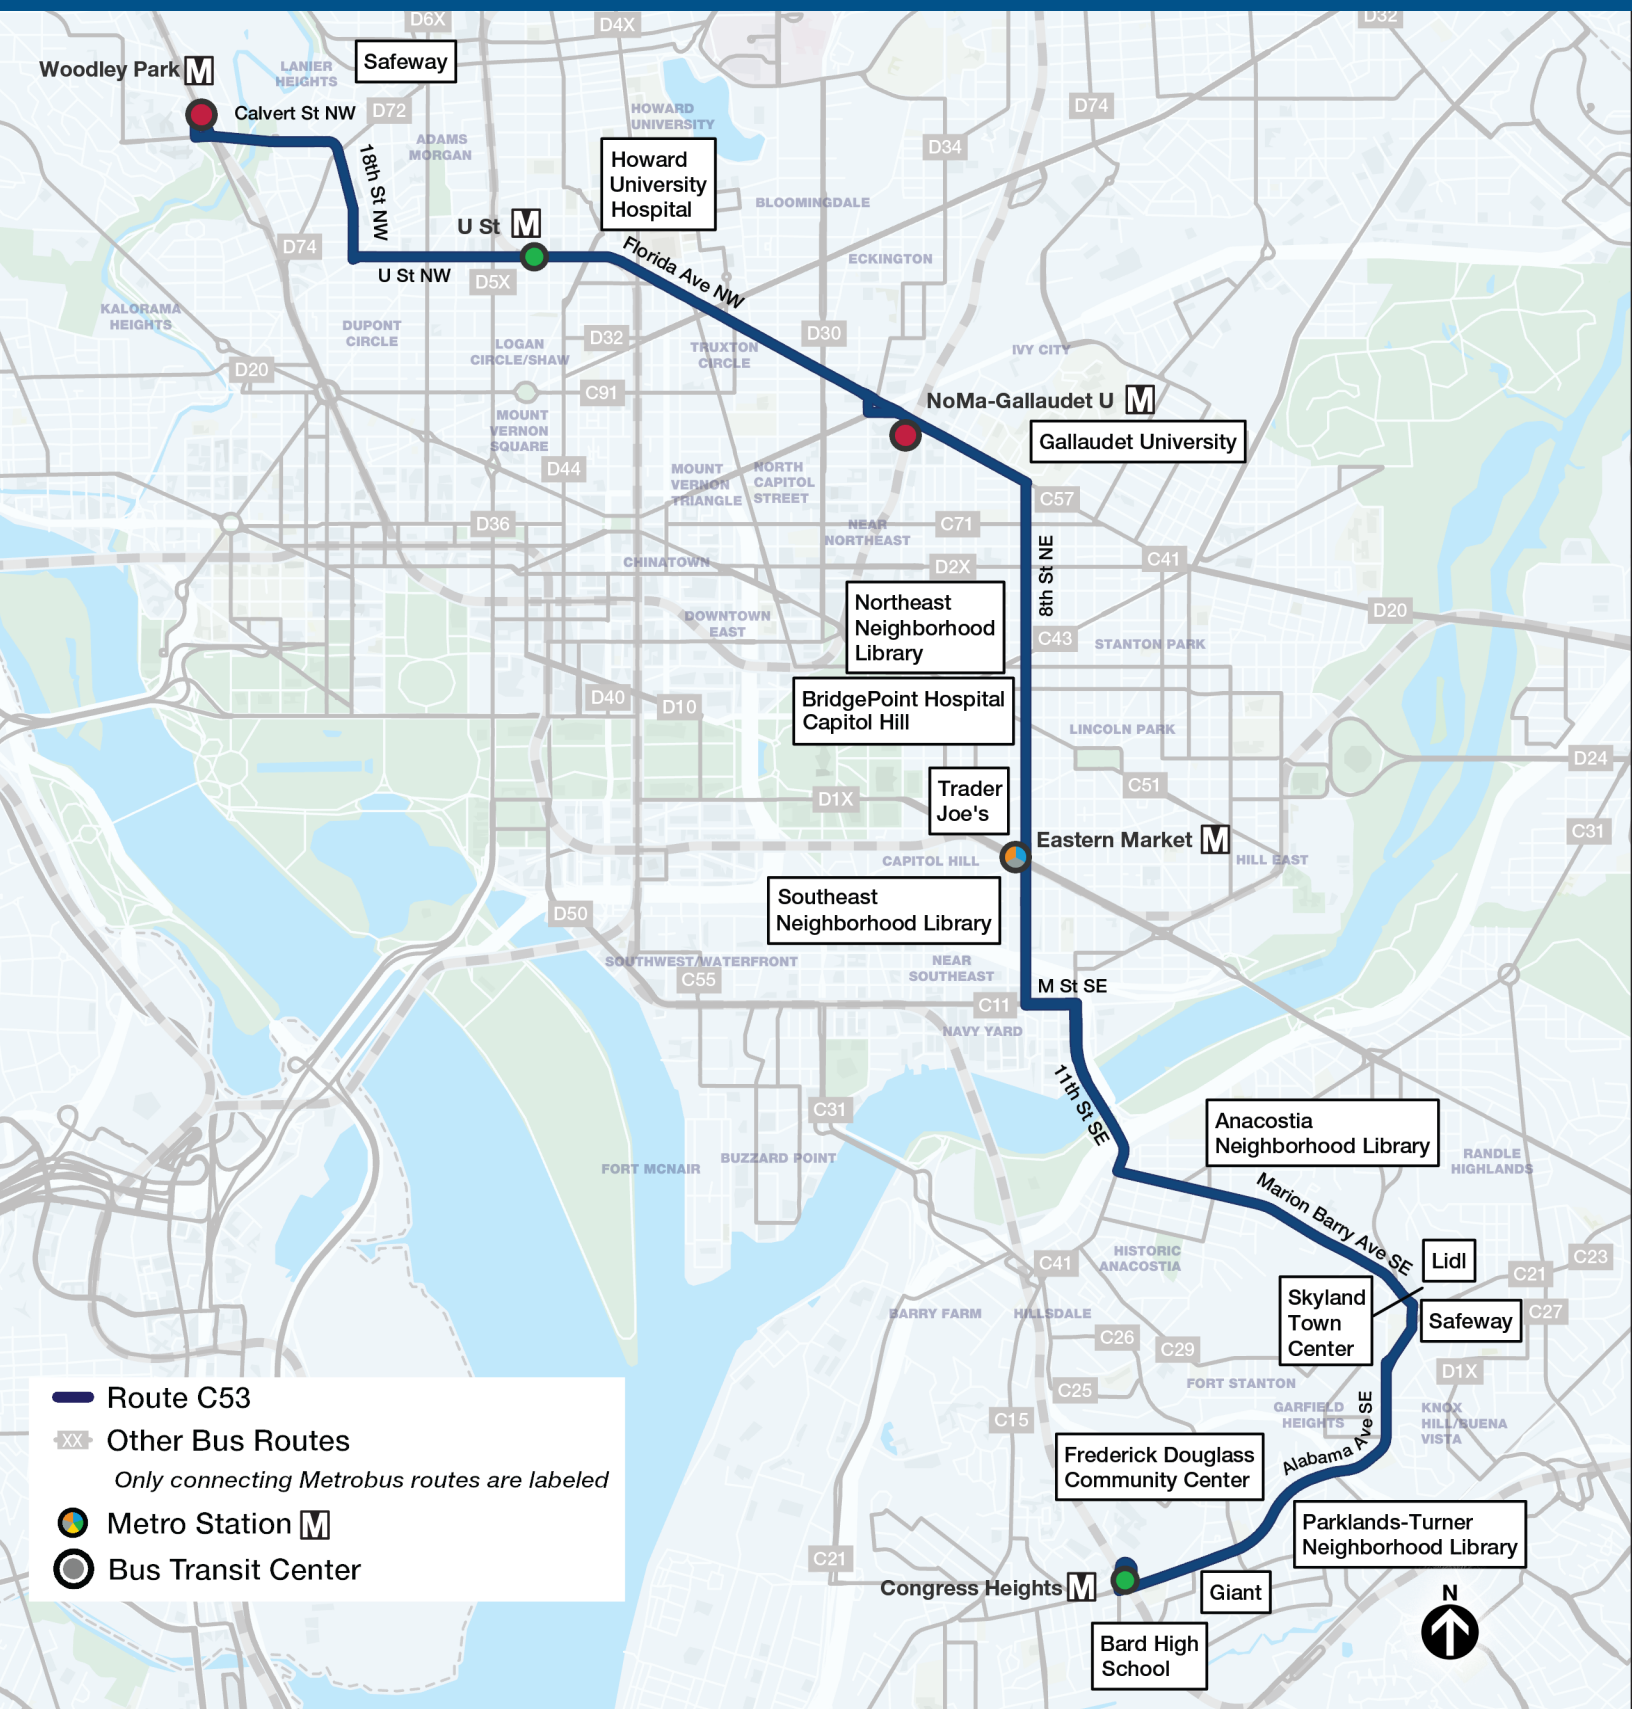 D6X
D4X
D32
Safeway
Woodley Park M
LANIER
HEIGHTS
Calvert St NW
D72
D74
HOWARD
UNIVERSITY
ADAMS
MORGAN
D34
18th St NW
Howard
University
Hospital
BLOOMINGDALE
U St M
D74
Florida Ave NW
ECKINGTON
U St NW
D5X
KALORAMA
HEIGHTS
DUPONT
CIRCLE
D32
D30
LOGAN
CIRCLE/SHAW
TRUXTON
CIRCLE
IVY CITY
D20
C91
NoMa-Gallaudet U M
MOUNT
VERNON
SQUARE
Gallaudet University
D44
MOUNT
VERNON
TRIANGLE
NORTH
CAPITOL
STREET
C57
D36
NEAR
NORTHEAST
C71
CHINATOWN
D2X
8th St NE
C41
Northeast
Neighborhood
Library
DOWNTOWN
EAST
D20
C43
STANTON PARK
D40
D10
BridgePoint Hospital
Capitol Hill
LINCOLN PARK
D24
Trader
Joe's
D1X
C51
C31
Eastern Market M
CAPITOL HILL
HILL EAST
Southeast
Neighborhood Library
D50
SOUTHWEST/WATERFRONT
C55
NEAR
SOUTHEAST
M St SE
C11
NAVY YARD
11th St SE
C31
Anacostia
Neighborhood Library
FORT MCNAIR
BUZZARD POINT
RANDLE
HIGHLANDS
Marion Barry Ave SE
HISTORIC
ANACOSTIA
C41
Lidl
C23
C21
Skyland
Town
Center
Safeway
C27
BARRY FARM
HILLSDALE
C26
C29
D1X
C25
FORT STANTON
C15
GARFIELD
HEIGHTS
KNOX
HILL/BUENA
VISTA
Alabama Ave SE
Frederick Douglass
Community Center
Parklands-Turner
Neighborhood Library
C21
Congress Heights M
Giant
Bard High
School
N
Route C53
XX Other Bus Routes
Only connecting Metrobus routes are labeled
Metro Station M
Bus Transit Center